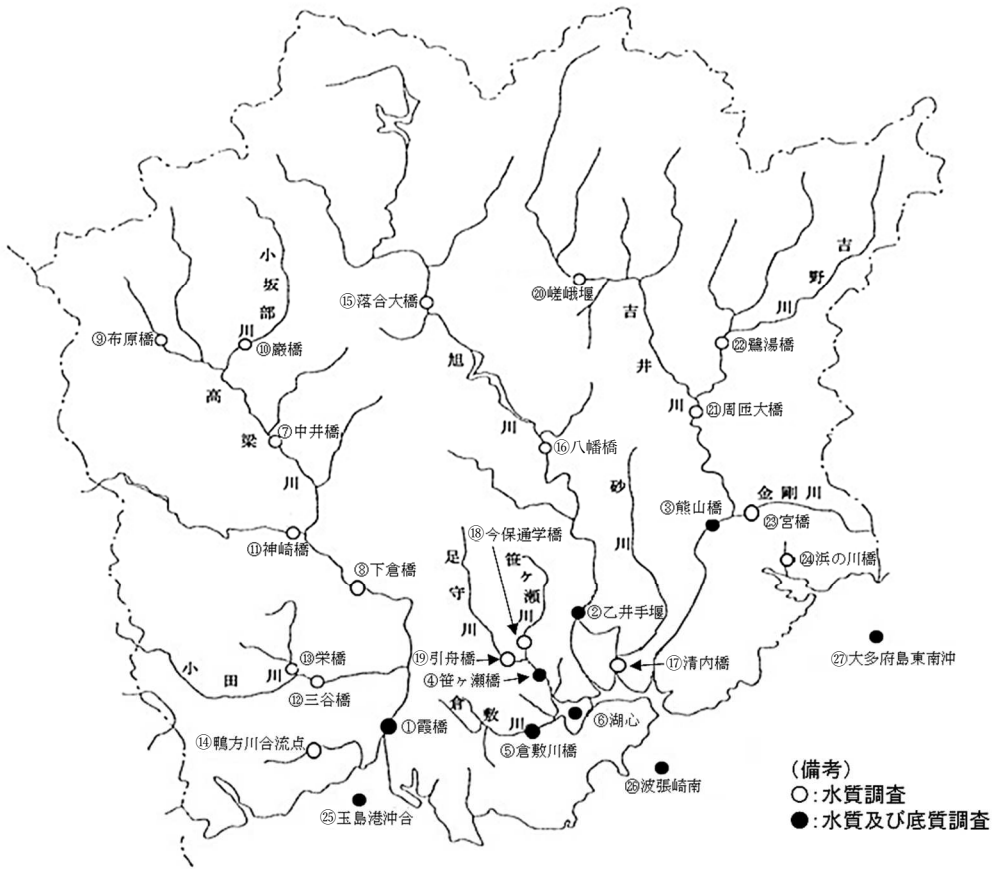 小坂部川
吉野川
⑳嵯峨堰
⑮落合大橋
吉井川
⑨布原橋
⑩巌橋
㉒鷺湯橋
旭川
高梁川
㉑周匝大橋
⑦中井橋
⑯八幡橋
砂川
金剛川
③熊山橋
㉓宮橋
⑱今保通学橋
⑪神崎橋
足守川
笹ヶ瀬川
㉔浜の川橋
⑧下倉橋
②乙井手堰
㉗大多府島東南沖
⑲引舟橋
⑰清内橋
⑬栄橋
小田川
④笹ヶ瀬橋
⑫三谷橋
倉敷川
⑥湖心
①霞橋
⑭鴨方川合流点
⑤倉敷川橋
㉖波張崎南
㉕玉島港沖合
(備考)
○:水質調査
●:水質及び底質調査